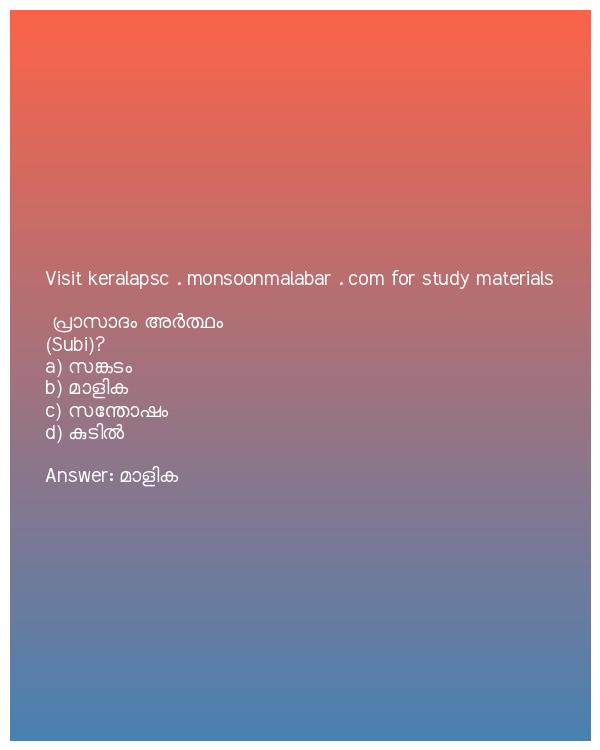 Visit keralapsc . monsoonmalabar . com for study materials
പ്രാസാദം അർത്ഥം
(Subi)?
a) സങ്കടം
b) മാളിക
c) സന്തോഷം
d) കുടിൽ
Answer: മാളിക